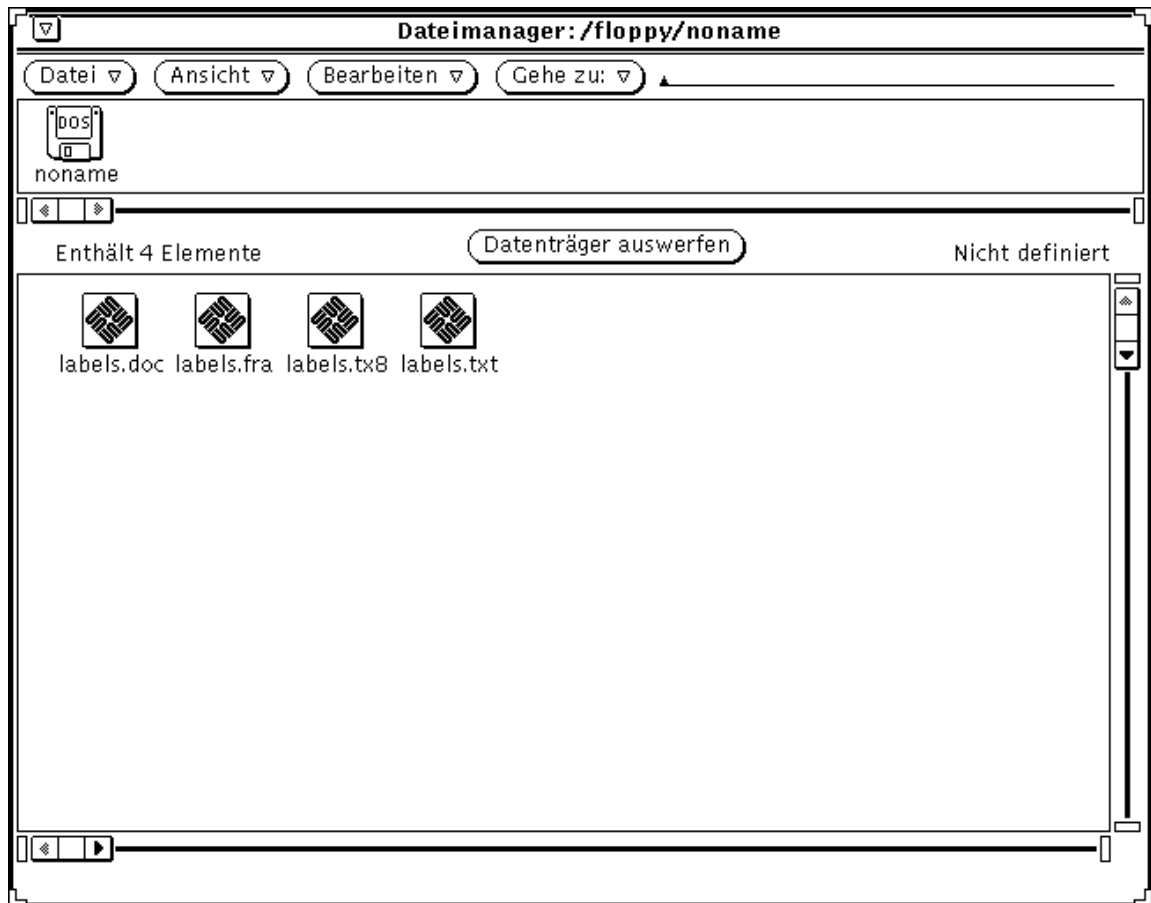 Dateimanager:/floppy/noname
Datei Ansicht Bearbeiten Gehe zu:
DOS
noname
Enthält 4 Elemente Datenträger auswerfen Nicht definiert
labels.doc labels.fra labels.tx8 labels.txt